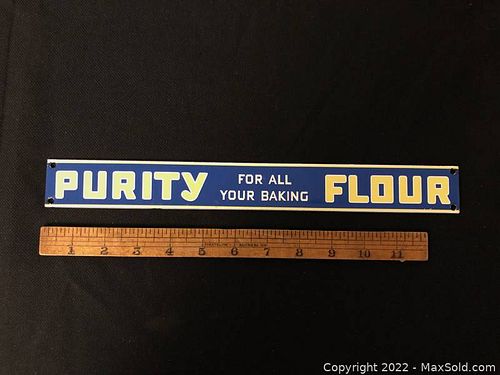 PURITY FOR ALL YOUR BAKING FLOUR
1 2 3 4 5 6 7 8 9 10 11
Copyright 2022 - MaxSold.com